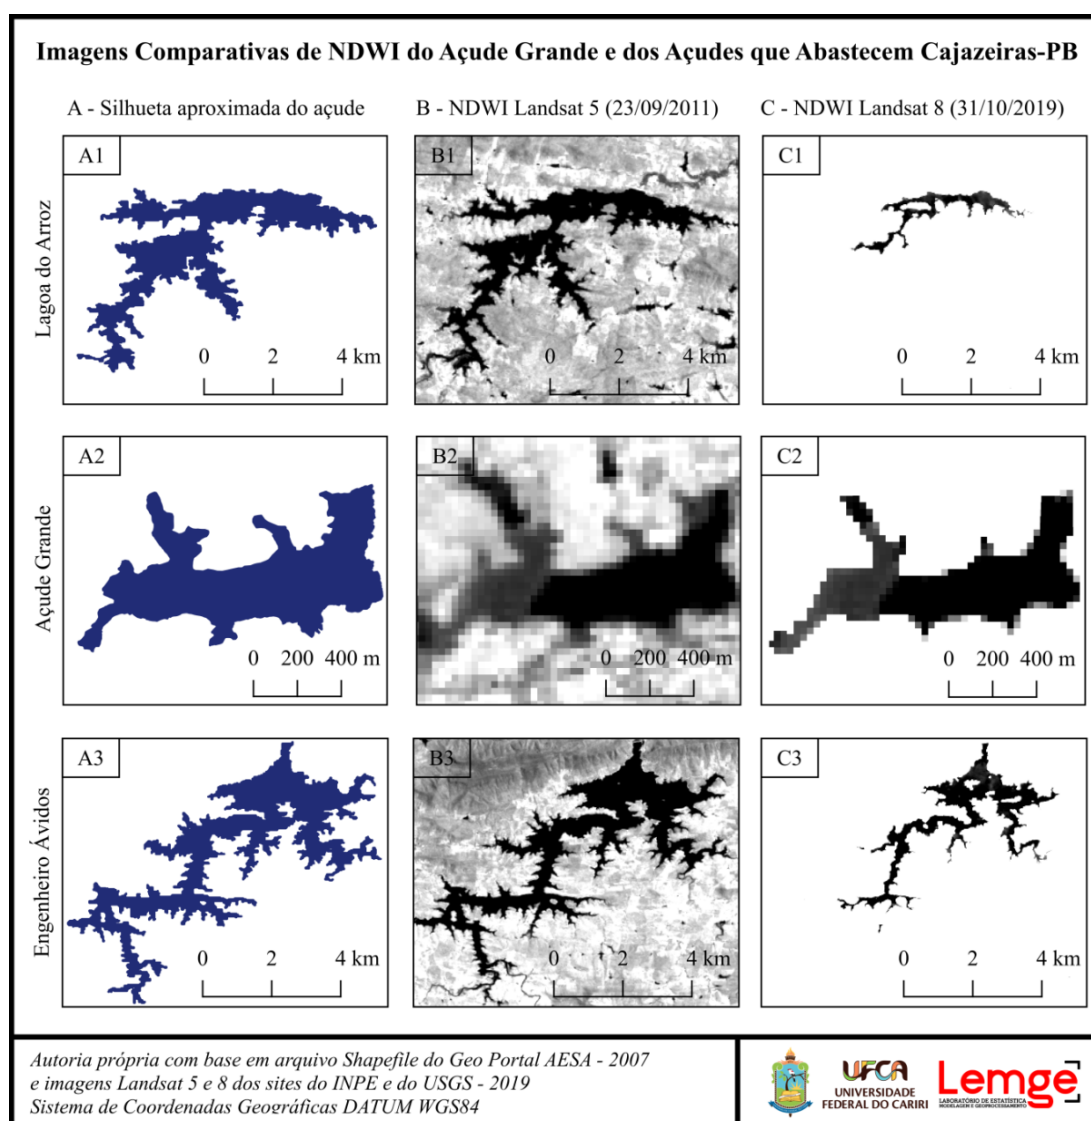 Imagens Comparativas de NDWI do Açude Grande e dos Açudes que Abastecem Cajazeiras-PB
A - Silhueta aproximada do açude
B - NDWI Landsat 5 (23/09/2011)
C - NDWI Landsat 8 (31/10/2019)
Lagoa do Arroz
A1
0 2 4 km
B1
0 2 4 km
C1
0 2 4 km
Açude Grande
A2
0 200 400 m
B2
0 200 400 m
C2
0 200 400 m
Engenheiro Ávidos
A3
0 2 4 km
B3
0 2 4 km
C3
0 2 4 km
Autoria própria com base em arquivo Shapefile do Geo Portal AESA - 2007
e imagens Landsat 5 e 8 dos sites do INPE e do USGS - 2019
Sistema de Coordenadas Geográficas DATUM WGS84
UFCA
UNIVERSIDADE
FEDERAL DO CARIRI
Lemge
LABORATÓRIO DE ESTATÍSTICA
MODELAGEM E GEOPROCESSAMENTO